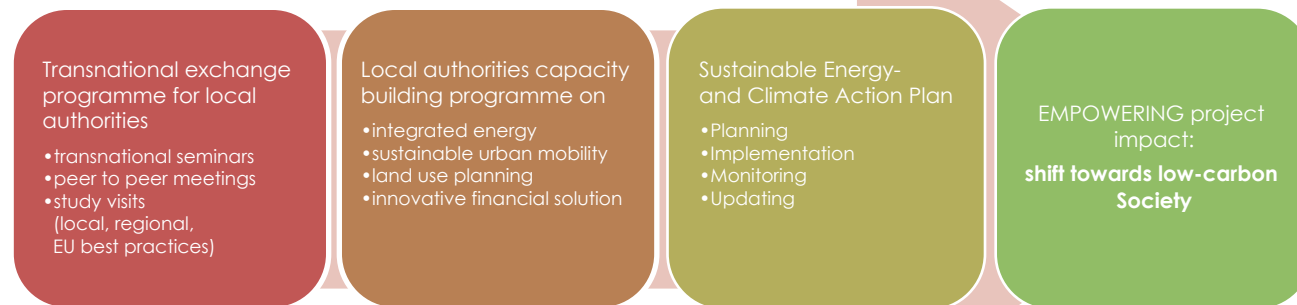 Transnational exchange
programme for local
authorities
•transnational seminars
•peer to peer meetings
•study visits
(local, regional,
EU best practices)
Local authorities capacity
building programme on
•integrated energy
•sustainable urban mobility
•land use planning
•innovative financial solution
Sustainable Energy-
and Climate Action Plan
•Planning
•Implementation
•Monitoring
•Updating
EMPOWERING project
impact:
shift towards low-carbon
Society